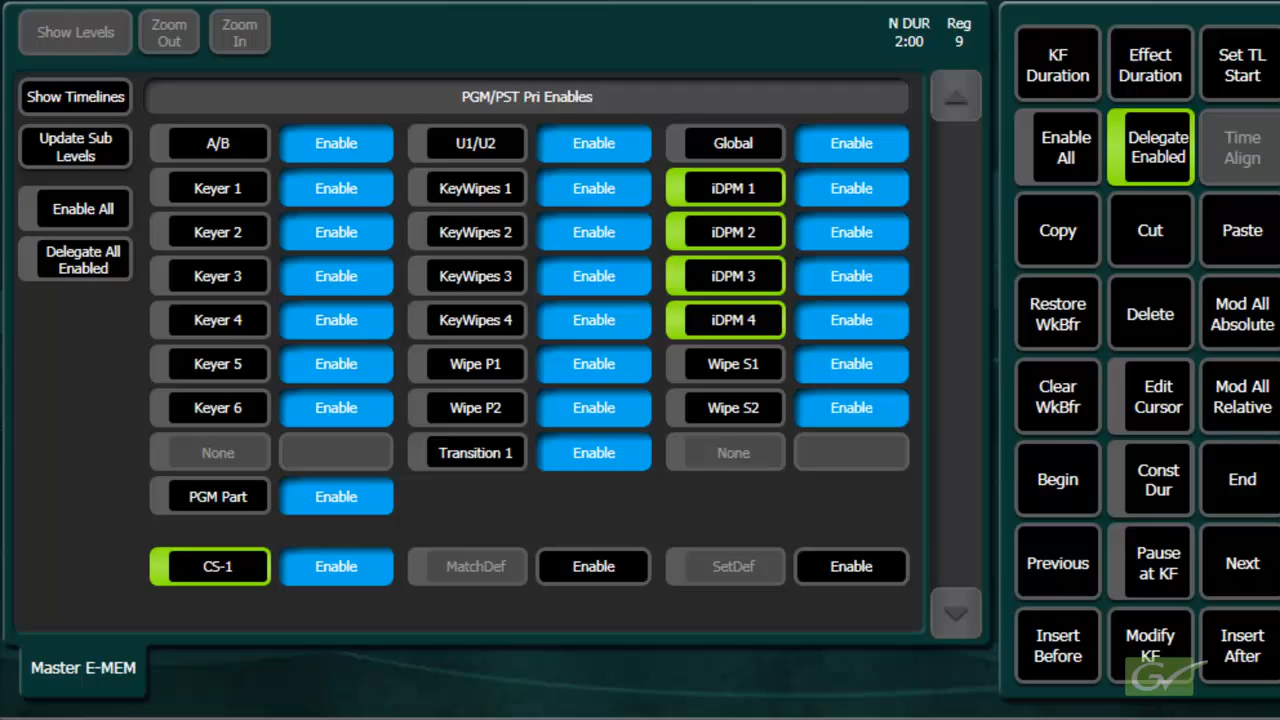 Show Levels
Zoom
Out
Zoom
In
N DUR
2:00
Reg
9
Show Timelines
Update Sub
Levels
Enable All
Delegate All
Enabled
PGM/PST Pri Enables
A/B Enable U1/U2 Enable Global Enable
Keyer 1 Enable KeyWipes 1 Enable iDPM 1 Enable
Keyer 2 Enable KeyWipes 2 Enable iDPM 2 Enable
Keyer 3 Enable KeyWipes 3 Enable iDPM 3 Enable
Keyer 4 Enable KeyWipes 4 Enable iDPM 4 Enable
Keyer 5 Enable Wipe P1 Enable Wipe S1 Enable
Keyer 6 Enable Wipe P2 Enable Wipe S2 Enable
None Transition 1 Enable None
PGM Part Enable
CS-1 Enable MatchDef Enable SetDef Enable
Master E-MEM
KF
Duration
Effect
Duration
Set TL
Start
Enable
All
Delegate
Enabled
Time
Align
Copy
Cut
Paste
Restore
WkBfr
Delete
Mod All
Absolute
Clear
WkBfr
Edit
Cursor
Mod All
Relative
Begin
Const
Dur
End
Previous
Pause
at KF
Next
Insert
Before
Modify
KF
Insert
After
GV